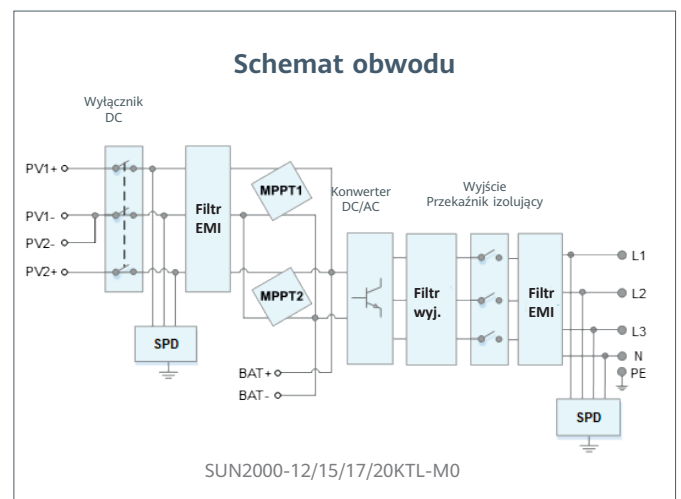 Schemat obwodu
Wyłącznik
DC
PV1+
PV1-
PV2-
PV2+
Filtr
EMI
MPPT1
MPPT2
Konwerter
DC/AC
Wyjście
Przekaźnik izolujący
Filtr
wyj.
Filtr
EMI
L1
L2
L3
N
PE
SPD
BAT+
BAT-
SPD
SUN2000-12/15/17/20KTL-M0